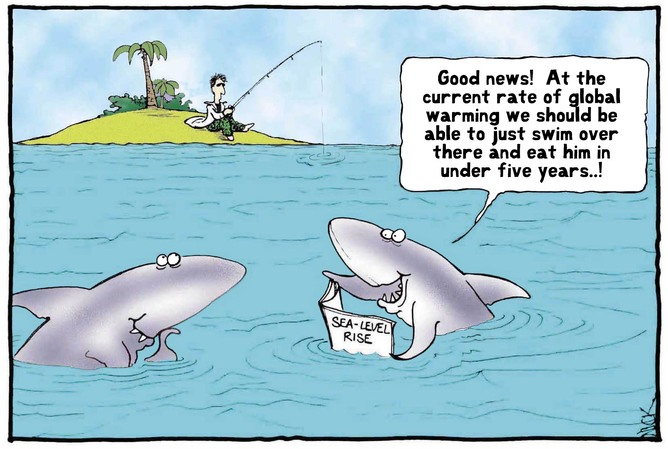 Good news! At the
current rate of global
warming we should be
able to just swim over
there and eat him in
under five years..!
SEA-LEVEL
RISE